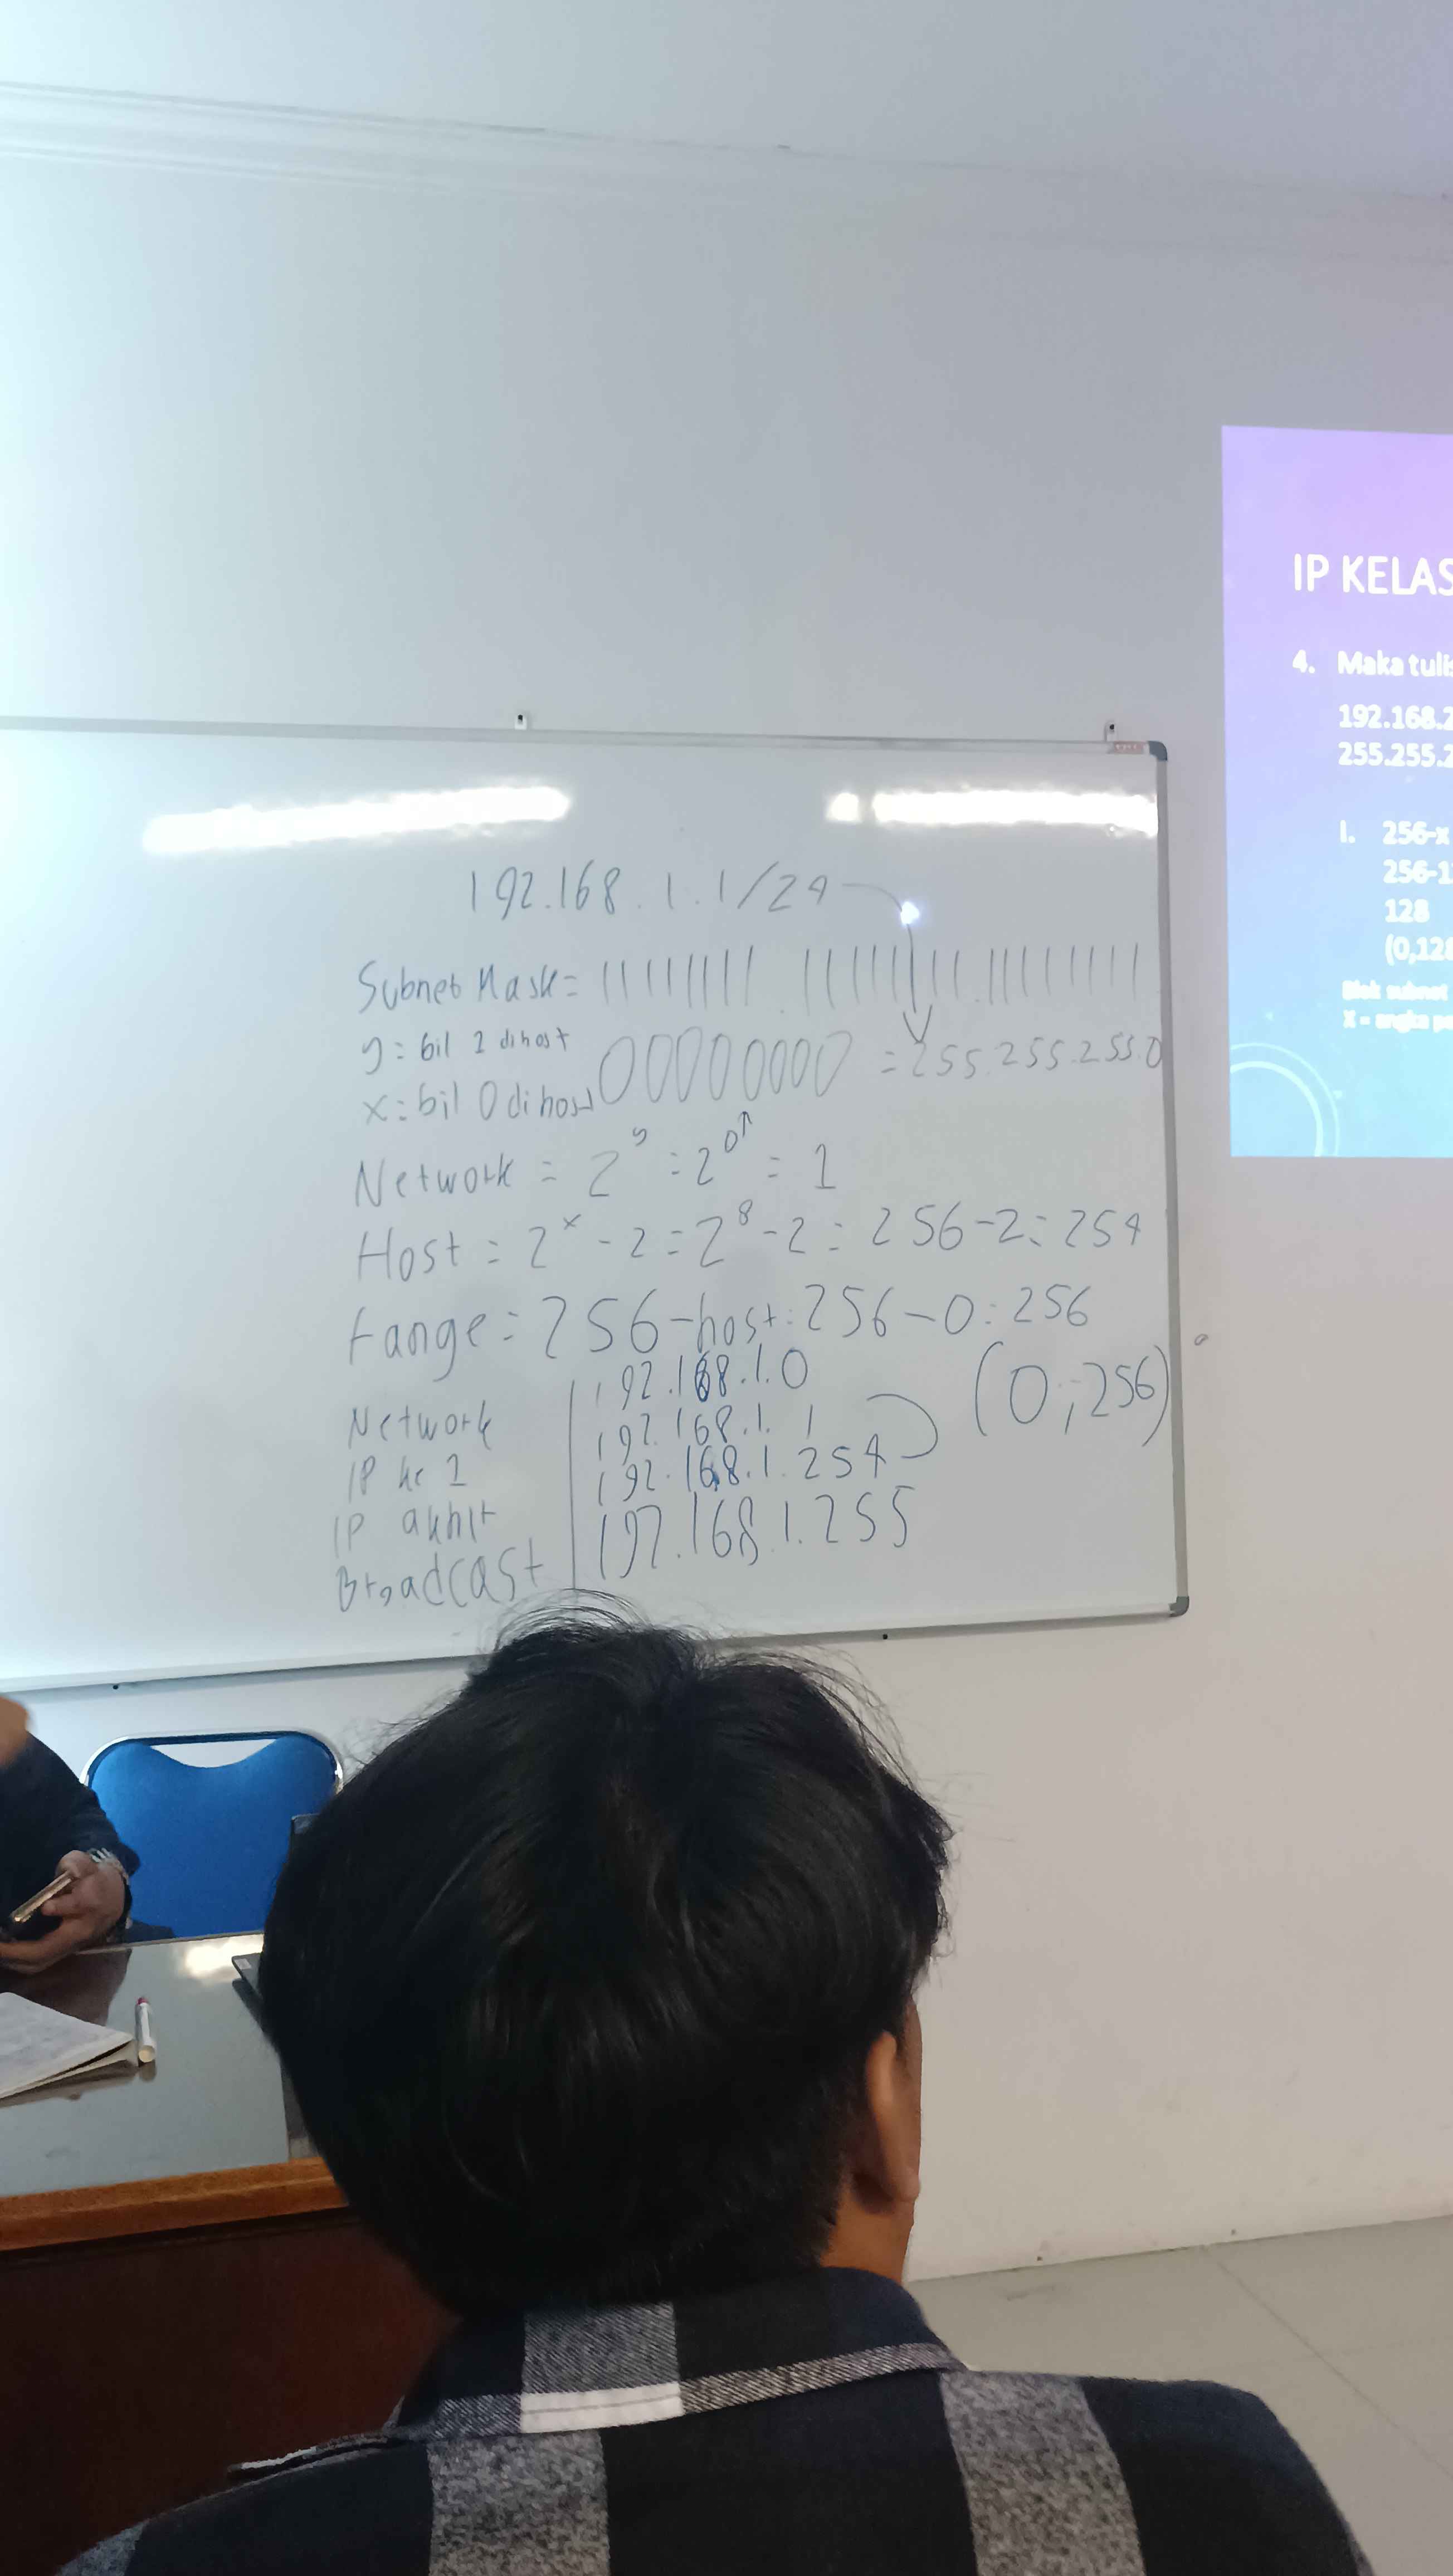 192.168.1.1/24
Subnet Mask = 11111111 11111111.11111111
y = bil 1 dihost
x = bil 0 di host 00000000 = 255.255.255.0
Network = 2^y = 2^0 = 1
Host = 2^x - 2 = 2^8 - 2 = 256 - 2 = 254
range = 256 - host = 256 - 0 = 256
(0, 256)
Network 192.168.1.0
IP ke 1 192.168.1.1
IP akhir 192.168.1.254
Broadcast 192.168.1.255
IP KELAS
4. Maka tulis
192.168.2
255.255.2
I. 256-x
256-1
128
(0,128
Blok subnet
X = angka pe